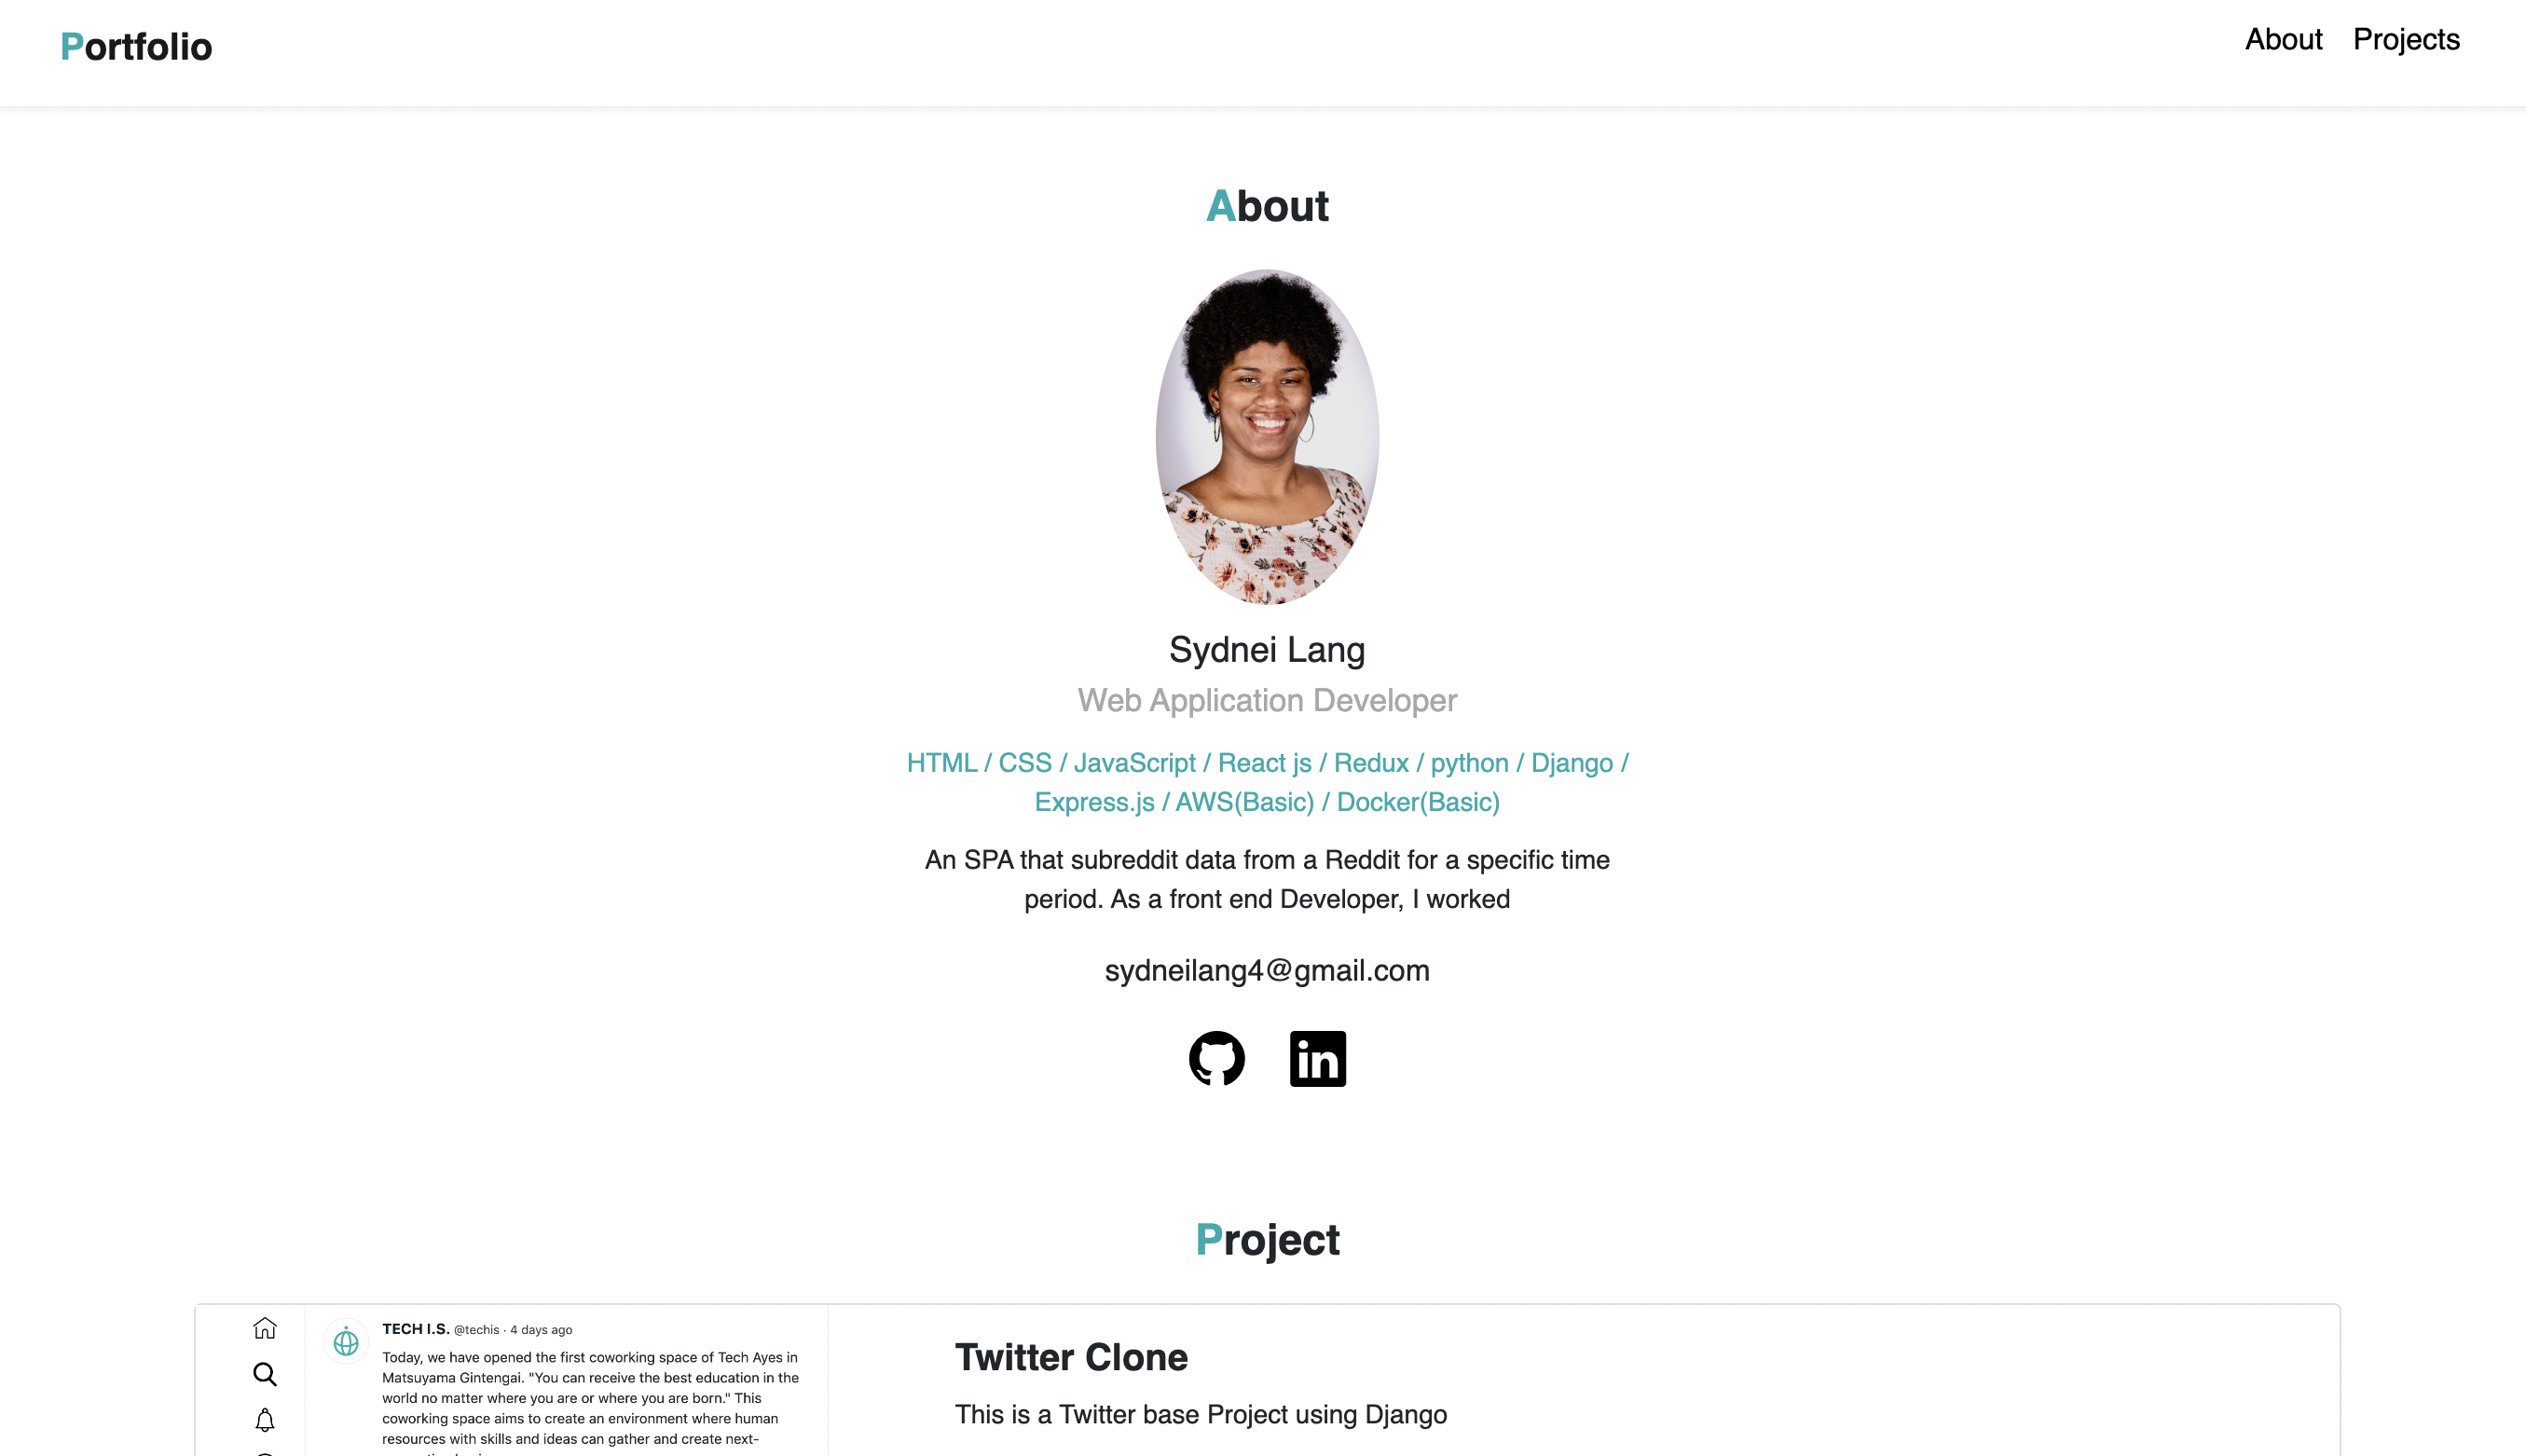 Portfolio
About Projects
About
Sydnei Lang
Web Application Developer
HTML / CSS / JavaScript / React js / Redux / python / Django /
Express.js / AWS(Basic) / Docker(Basic)
An SPA that subreddit data from a Reddit for a specific time
period. As a front end Developer, I worked
sydneilang4@gmail.com
in
Project
TECH I.S. @techis · 4 days ago
Today, we have opened the first coworking space of Tech Ayes in
Matsuyama Gintengai. "You can receive the best education in the
world no matter where you are or where you are born." This
coworking space aims to create an environment where human
resources with skills and ideas can gather and create next-
Twitter Clone
This is a Twitter base Project using Django